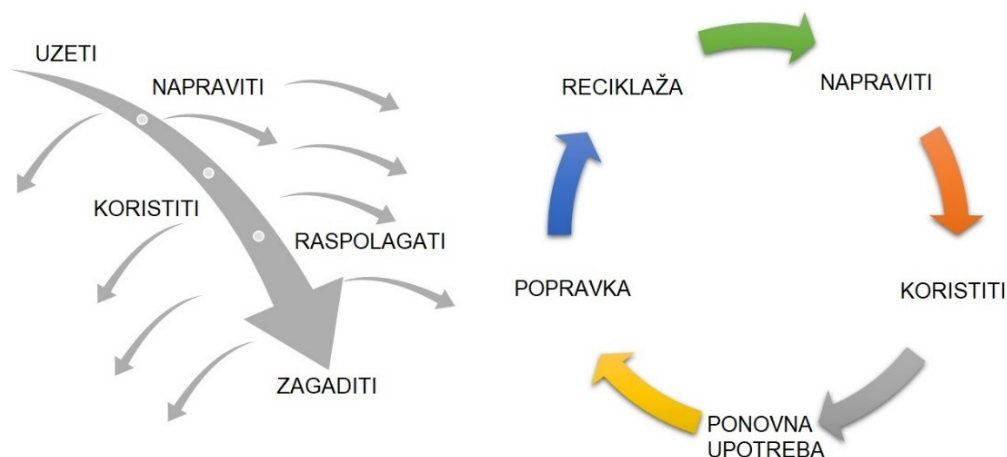 UZETI
NAPRAVITI
KORISTITI
RASPOLAGATI
ZAGADITI
RECIKLAŽA
NAPRAVITI
KORISTITI
PONOVNA
UPOTREBA
POPRAVKA